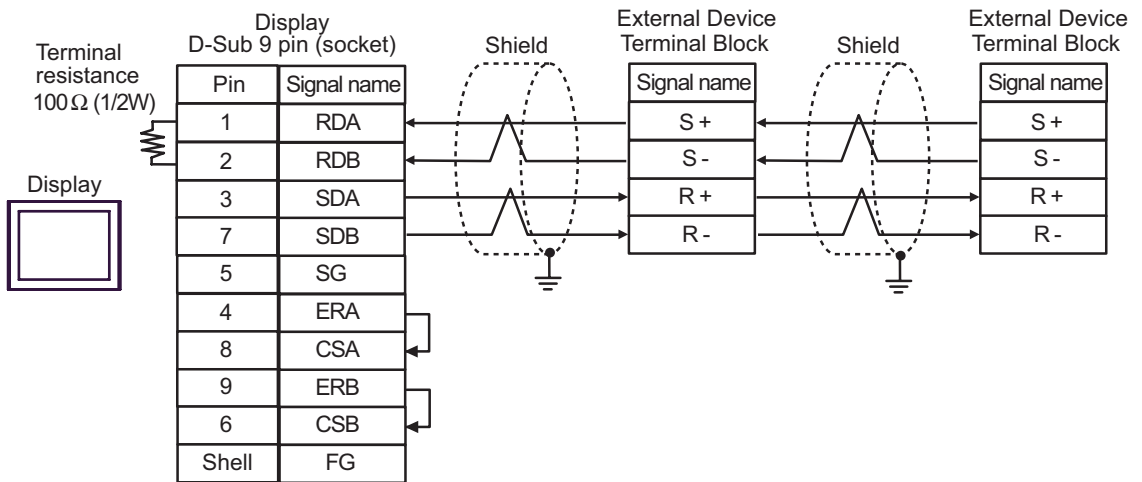 Display
D-Sub 9 pin (socket)
Terminal
resistance
100Ω (1/2W)
Shield
External Device
Terminal Block
Shield
External Device
Terminal Block
Pin Signal name
1 RDA
2 RDB
3 SDA
7 SDB
5 SG
4 ERA
8 CSA
9 ERB
6 CSB
Shell FG
Display
Signal name
S +
S -
R +
R -
Signal name
S +
S -
R +
R -